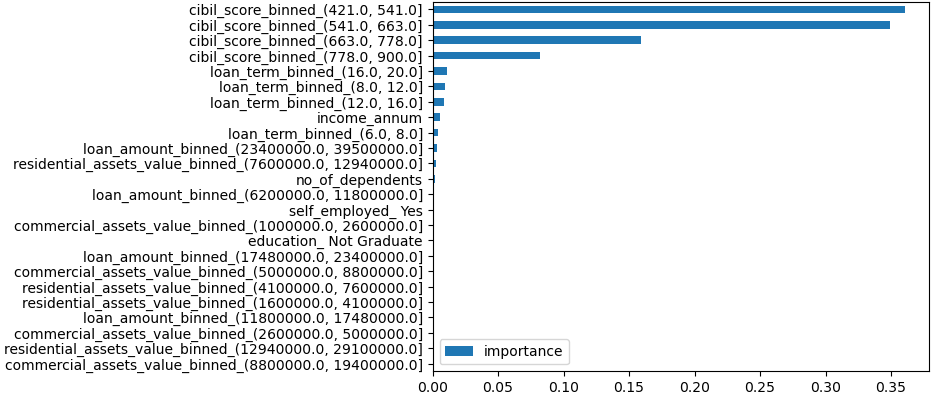 cibil_score_binned_(421.0, 541.0]
cibil_score_binned_(541.0, 663.0]
cibil_score_binned_(663.0, 778.0]
cibil_score_binned_(778.0, 900.0]
loan_term_binned_(16.0, 20.0]
loan_term_binned_(8.0, 12.0]
loan_term_binned_(12.0, 16.0]
income_annum
loan_term_binned_(6.0, 8.0]
loan_amount_binned_(23400000.0, 39500000.0]
residential_assets_value_binned_(7600000.0, 12940000.0]
no_of_dependents
loan_amount_binned_(6200000.0, 11800000.0]
self_employed_ Yes
commercial_assets_value_binned_(1000000.0, 2600000.0]
education_ Not Graduate
loan_amount_binned_(17480000.0, 23400000.0]
commercial_assets_value_binned_(5000000.0, 8800000.0]
residential_assets_value_binned_(4100000.0, 7600000.0]
residential_assets_value_binned_(1600000.0, 4100000.0]
loan_amount_binned_(11800000.0, 17480000.0]
commercial_assets_value_binned_(2600000.0, 5000000.0]
residential_assets_value_binned_(12940000.0, 29100000.0]
commercial_assets_value_binned_(8800000.0, 19400000.0]
importance
0.00 0.05 0.10 0.15 0.20 0.25 0.30 0.35